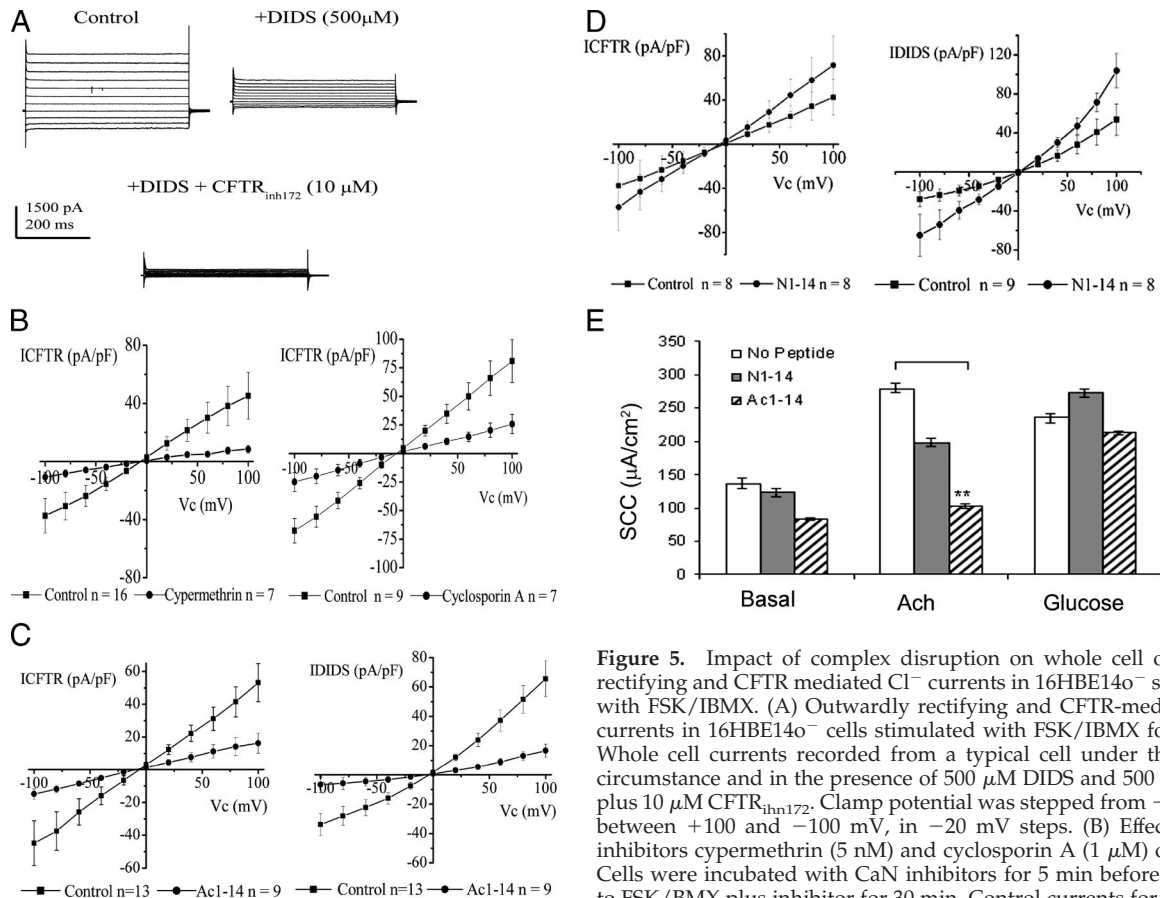 A
Control
+DIDS (500μM)
+DIDS + CFTRinh172 (10 μM)
1500 pA
200 ms
B
ICFTR (pA/pF)
80
40
-40
-80
-100
-50
50
100
Vc (mV)
Control n = 16
Cypermethrin n = 7
ICFTR (pA/pF)
100
75
50
25
-25
-50
-75
-100
-100
-50
50
100
Vc (mV)
Control n = 9
Cyclosporin A n = 7
C
ICFTR (pA/pF)
60
40
20
-20
-40
-60
-100
-50
50
100
Vc (mV)
Control n=13
Ac1-14 n = 9
IDIDS (pA/pF)
80
60
40
20
-20
-40
-60
-100
-50
50
100
Vc (mV)
Control n=13
Ac1-14 n = 9
D
ICFTR (pA/pF)
80
40
-40
-80
-100
-50
50
100
Vc (mV)
Control n = 8
N1-14 n = 8
IDIDS (pA/pF)
120
80
40
-40
-80
-100
-50
50
100
Vc (mV)
Control n = 9
N1-14 n = 8
E
SCC (μA/cm²)
350
300
250
200
150
100
50
0
No Peptide
N1-14
Ac1-14
**
Basal
Ach
Glucose
Figure 5. Impact of complex disruption on whole cell o
rectifying and CFTR mediated Cl⁻ currents in 16HBE14o⁻ s
with FSK/IBMX. (A) Outwardly rectifying and CFTR-med
currents in 16HBE14o⁻ cells stimulated with FSK/IBMX fo
Whole cell currents recorded from a typical cell under th
circumstance and in the presence of 500 μM DIDS and 500
plus 10 μM CFTRihn172. Clamp potential was stepped from −
between +100 and −100 mV, in −20 mV steps. (B) Effec
inhibitors cypermethrin (5 nM) and cyclosporin A (1 μM) o
Cells were incubated with CaN inhibitors for 5 min before
to FSK/BMX plus inhibitor for 30 min. Control currents for